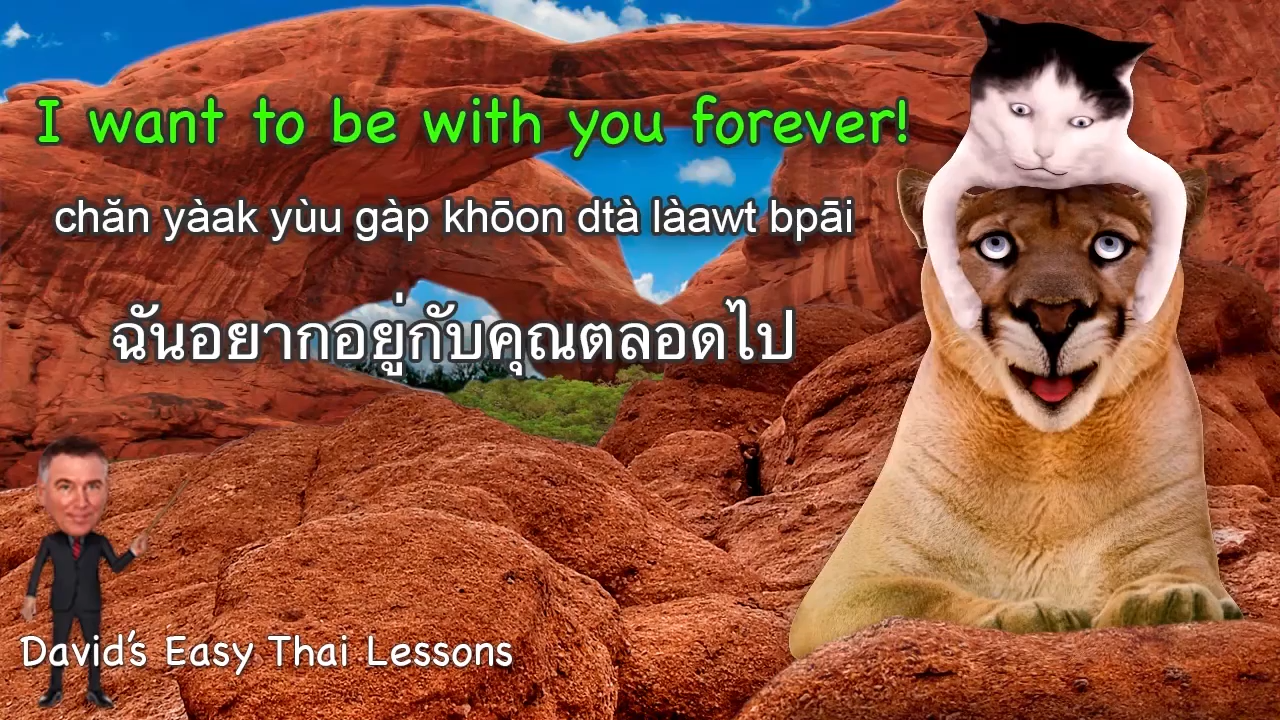 I want to be with you forever!
chăn yàak yùu gàp khōon dtà làawt bpāi
ฉันอยากอยู่กับคุณตลอดไป
David's Easy Thai Lessons